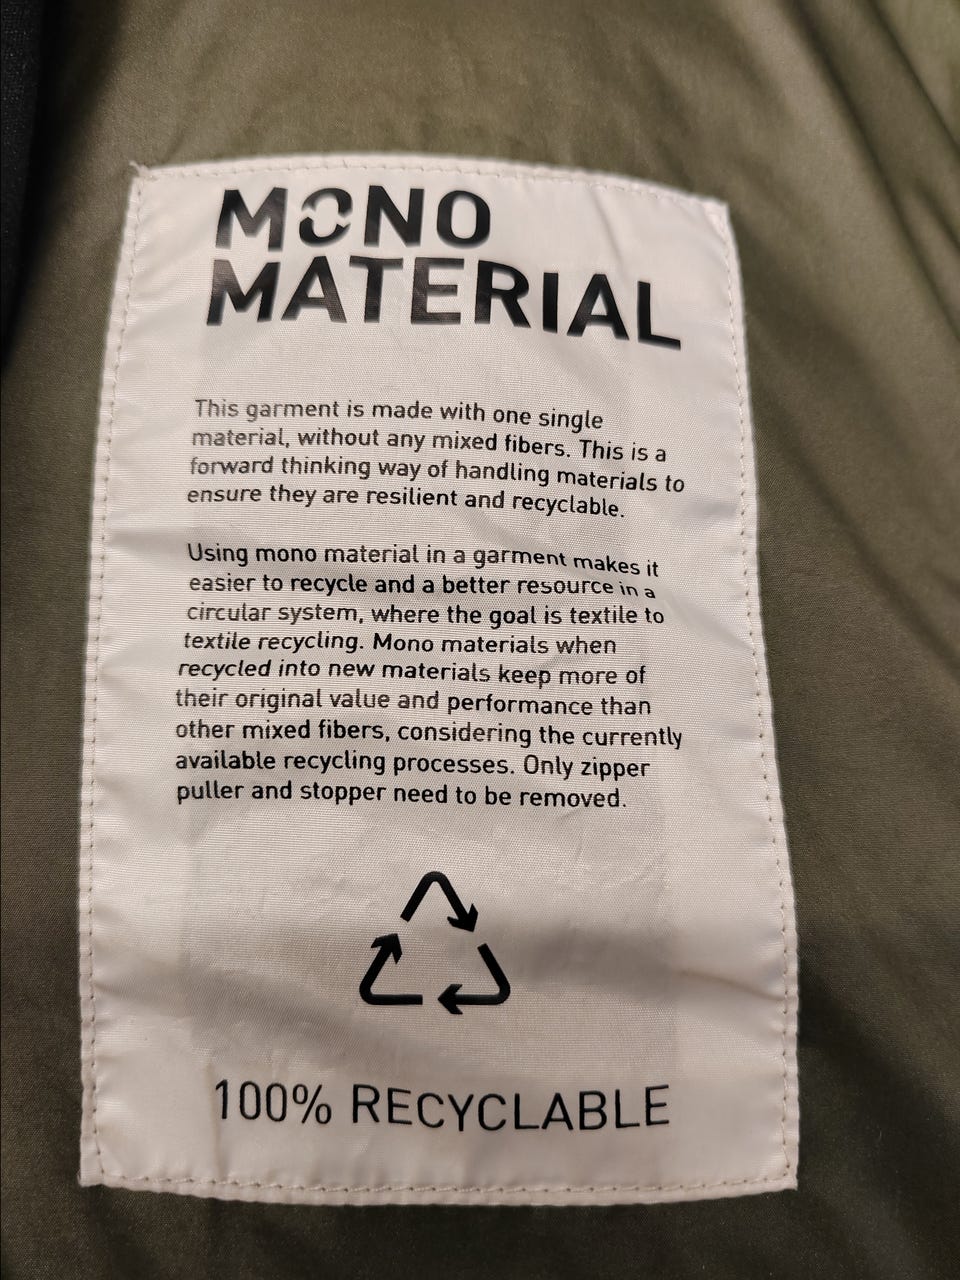 MONO
MATERIAL
This garment is made with one single
material, without any mixed fibers. This is a
forward thinking way of handling materials to
ensure they are resilient and recyclable.
Using mono material in a garment makes it
easier to recycle and a better resource in a
circular system, where the goal is textile to
textile recycling. Mono materials when
recycled into new materials keep more of
their original value and performance than
other mixed fibers, considering the currently
available recycling processes. Only zipper
puller and stopper need to be removed.
100% RECYCLABLE